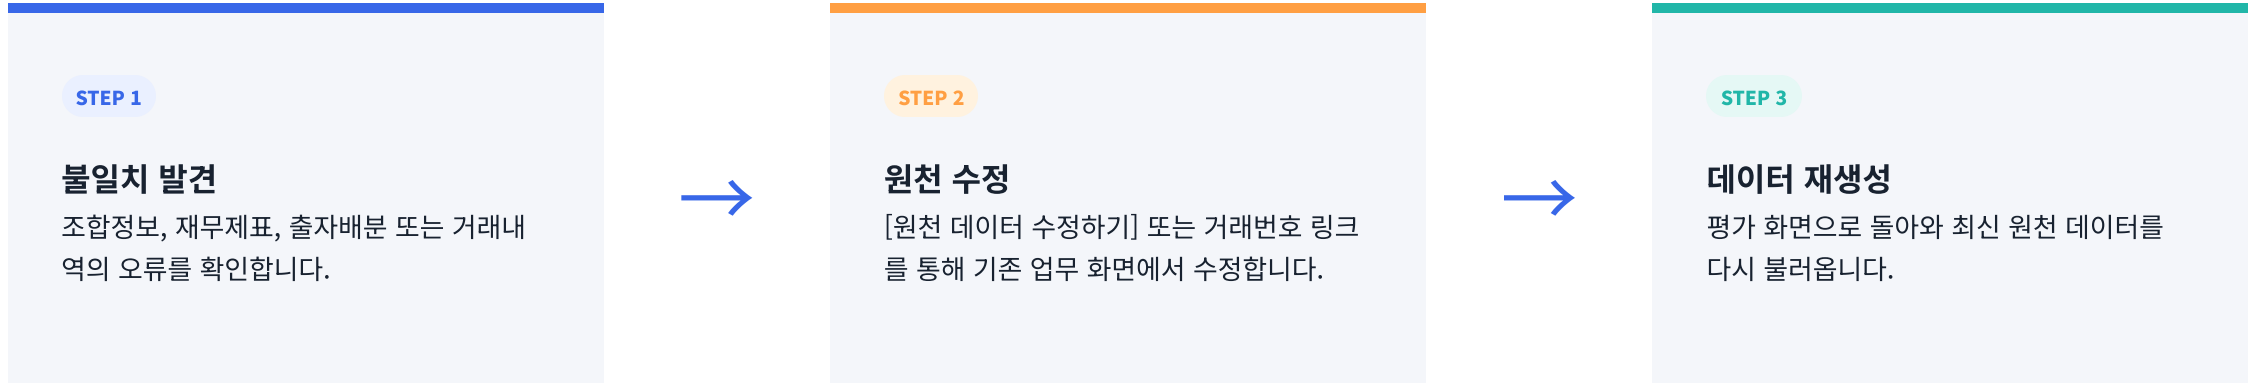 STEP 1
불일치 발견
조합정보, 재무제표, 출자배분 또는 거래내
역의 오류를 확인합니다.
STEP 2
원천 수정
[원천 데이터 수정하기] 또는 거래번호 링크
를 통해 기존 업무 화면에서 수정합니다.
STEP 3
데이터 재생성
평가 화면으로 돌아와 최신 원천 데이터를
다시 불러옵니다.